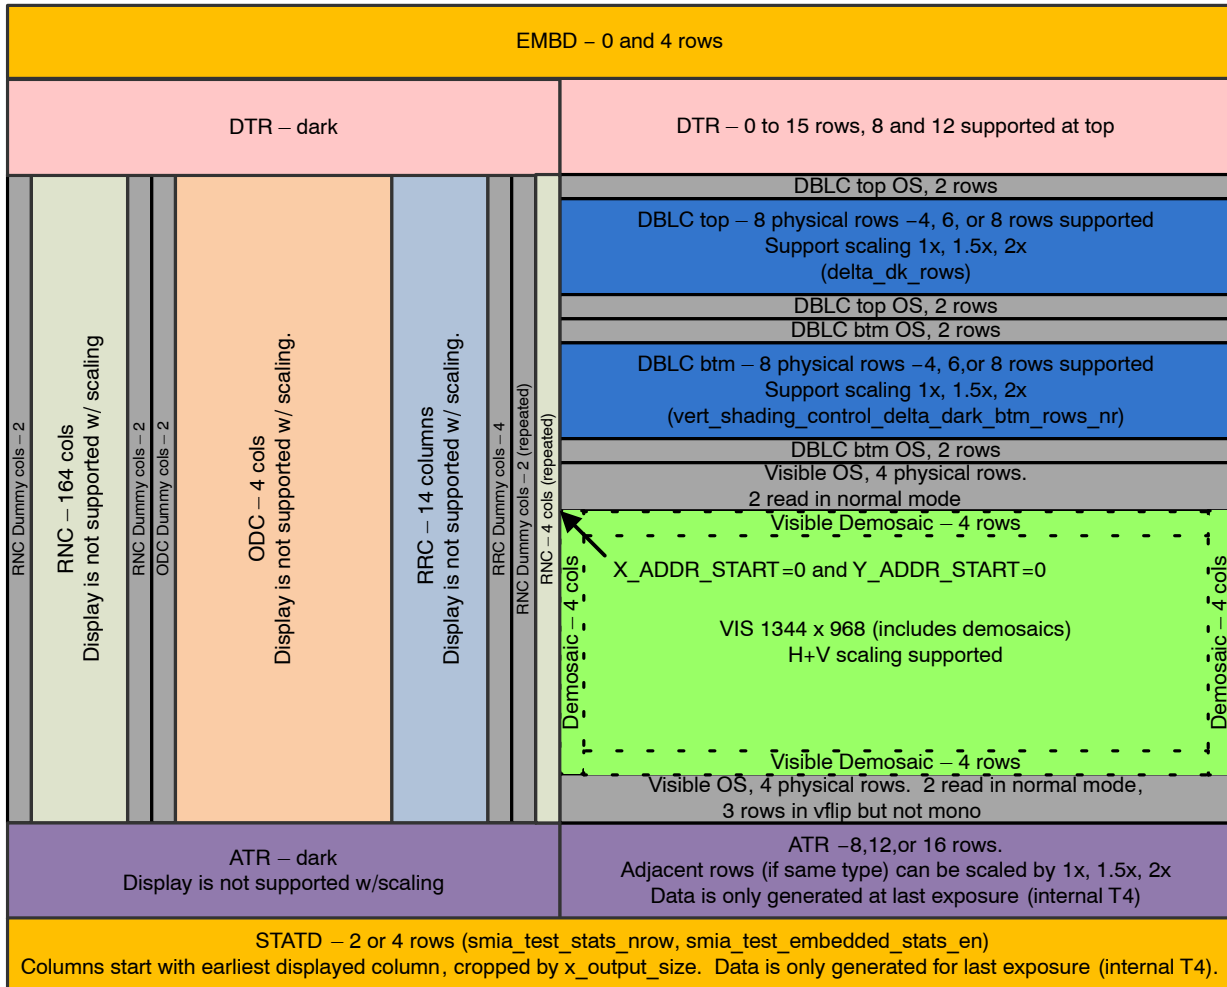 EMBD – 0 and 4 rows
DTR – dark
DTR – 0 to 15 rows, 8 and 12 supported at top
RNC Dummy cols – 2
RNC – 164 cols
Display is not supported w/ scaling
RNC Dummy cols – 2
ODC Dummy cols – 2
ODC – 4 cols
Display is not supported w/ scaling.
RRC – 14 columns
Display is not supported w/ scaling.
RRC Dummy cols – 4
RNC Dummy cols – 2 (repeated)
RNC – 4 cols (repeated)
DBLC top OS, 2 rows
DBLC top – 8 physical rows –4, 6, or 8 rows supported
Support scaling 1x, 1.5x, 2x
(delta_dk_rows)
DBLC top OS, 2 rows
DBLC btm OS, 2 rows
DBLC btm – 8 physical rows –4, 6,or 8 rows supported
Support scaling 1x, 1.5x, 2x
(vert_shading_control_delta_dark_btm_rows_nr)
DBLC btm OS, 2 rows
Visible OS, 4 physical rows.
2 read in normal mode
Visible Demosaic – 4 rows
X_ADDR_START=0 and Y_ADDR_START=0
Demosaic – 4 cols
VIS 1344 x 968 (includes demosaics)
H+V scaling supported
Demosaic – 4 cols
Visible Demosaic – 4 rows
Visible OS, 4 physical rows. 2 read in normal mode,
3 rows in vflip but not mono
ATR – dark
Display is not supported w/scaling
ATR –8,12,or 16 rows.
Adjacent rows (if same type) can be scaled by 1x, 1.5x, 2x
Data is only generated at last exposure (internal T4)
STATD – 2 or 4 rows (smia_test_stats_nrow, smia_test_embedded_stats_en)
Columns start with earliest displayed column, cropped by x_output_size. Data is only generated for last exposure (internal T4).